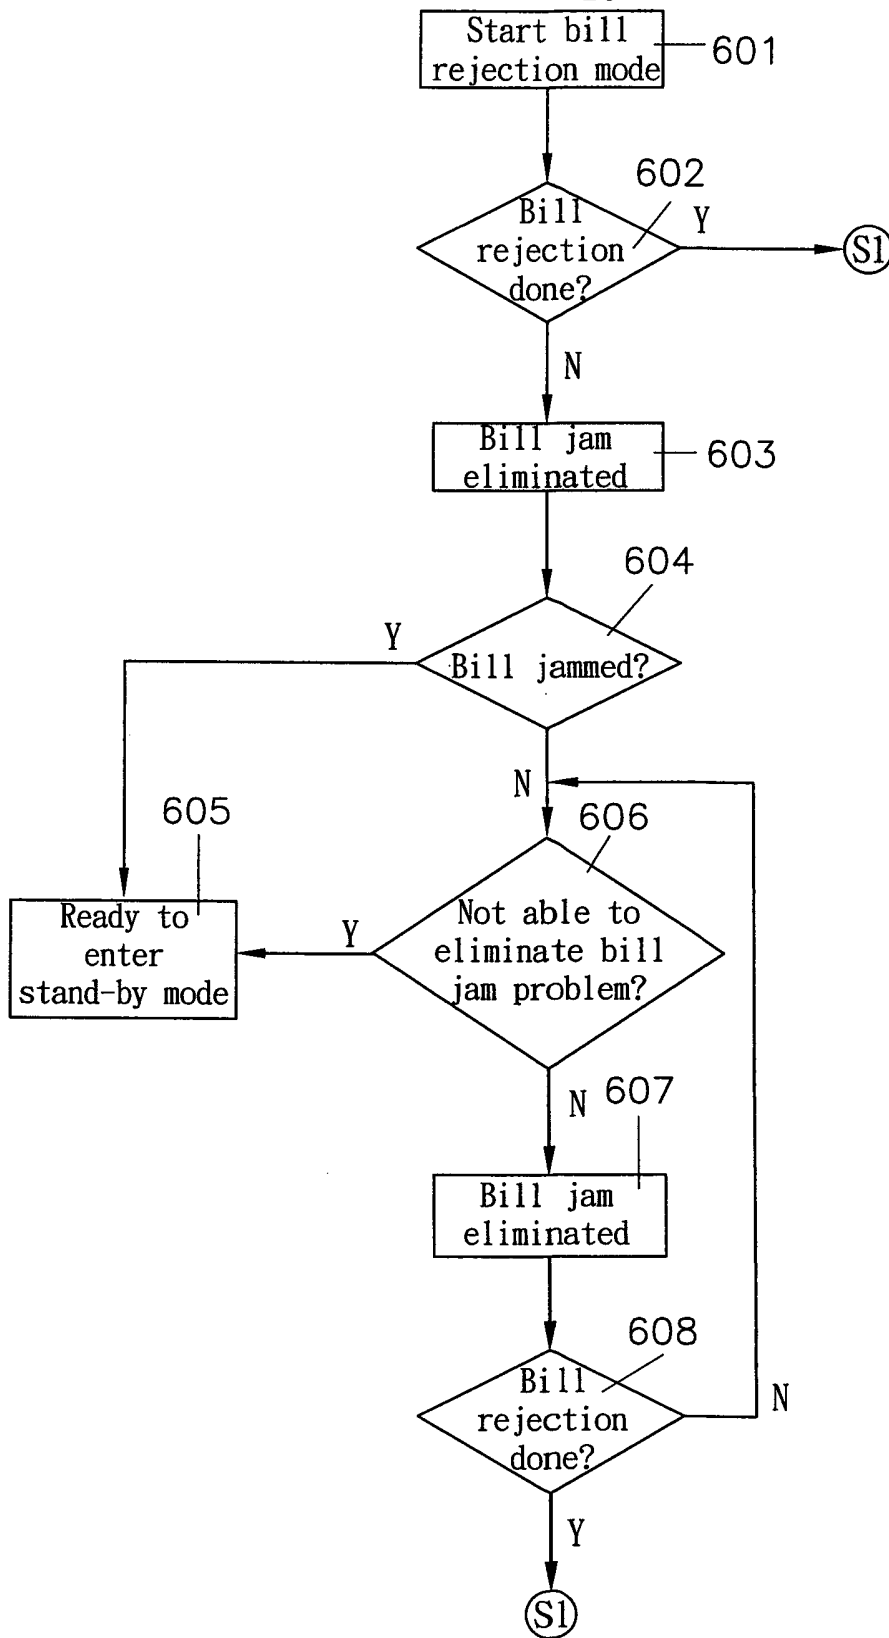 Start bill
rejection mode
601
602
Bill
rejection
done?
Y
S1
N
Bill jam
eliminated
603
604
Y
Bill jammed?
N
605
606
Ready to
enter
stand-by mode
Y
Not able to
eliminate bill
jam problem?
N
607
Bill jam
eliminated
608
Bill
rejection
done?
N
Y
S1